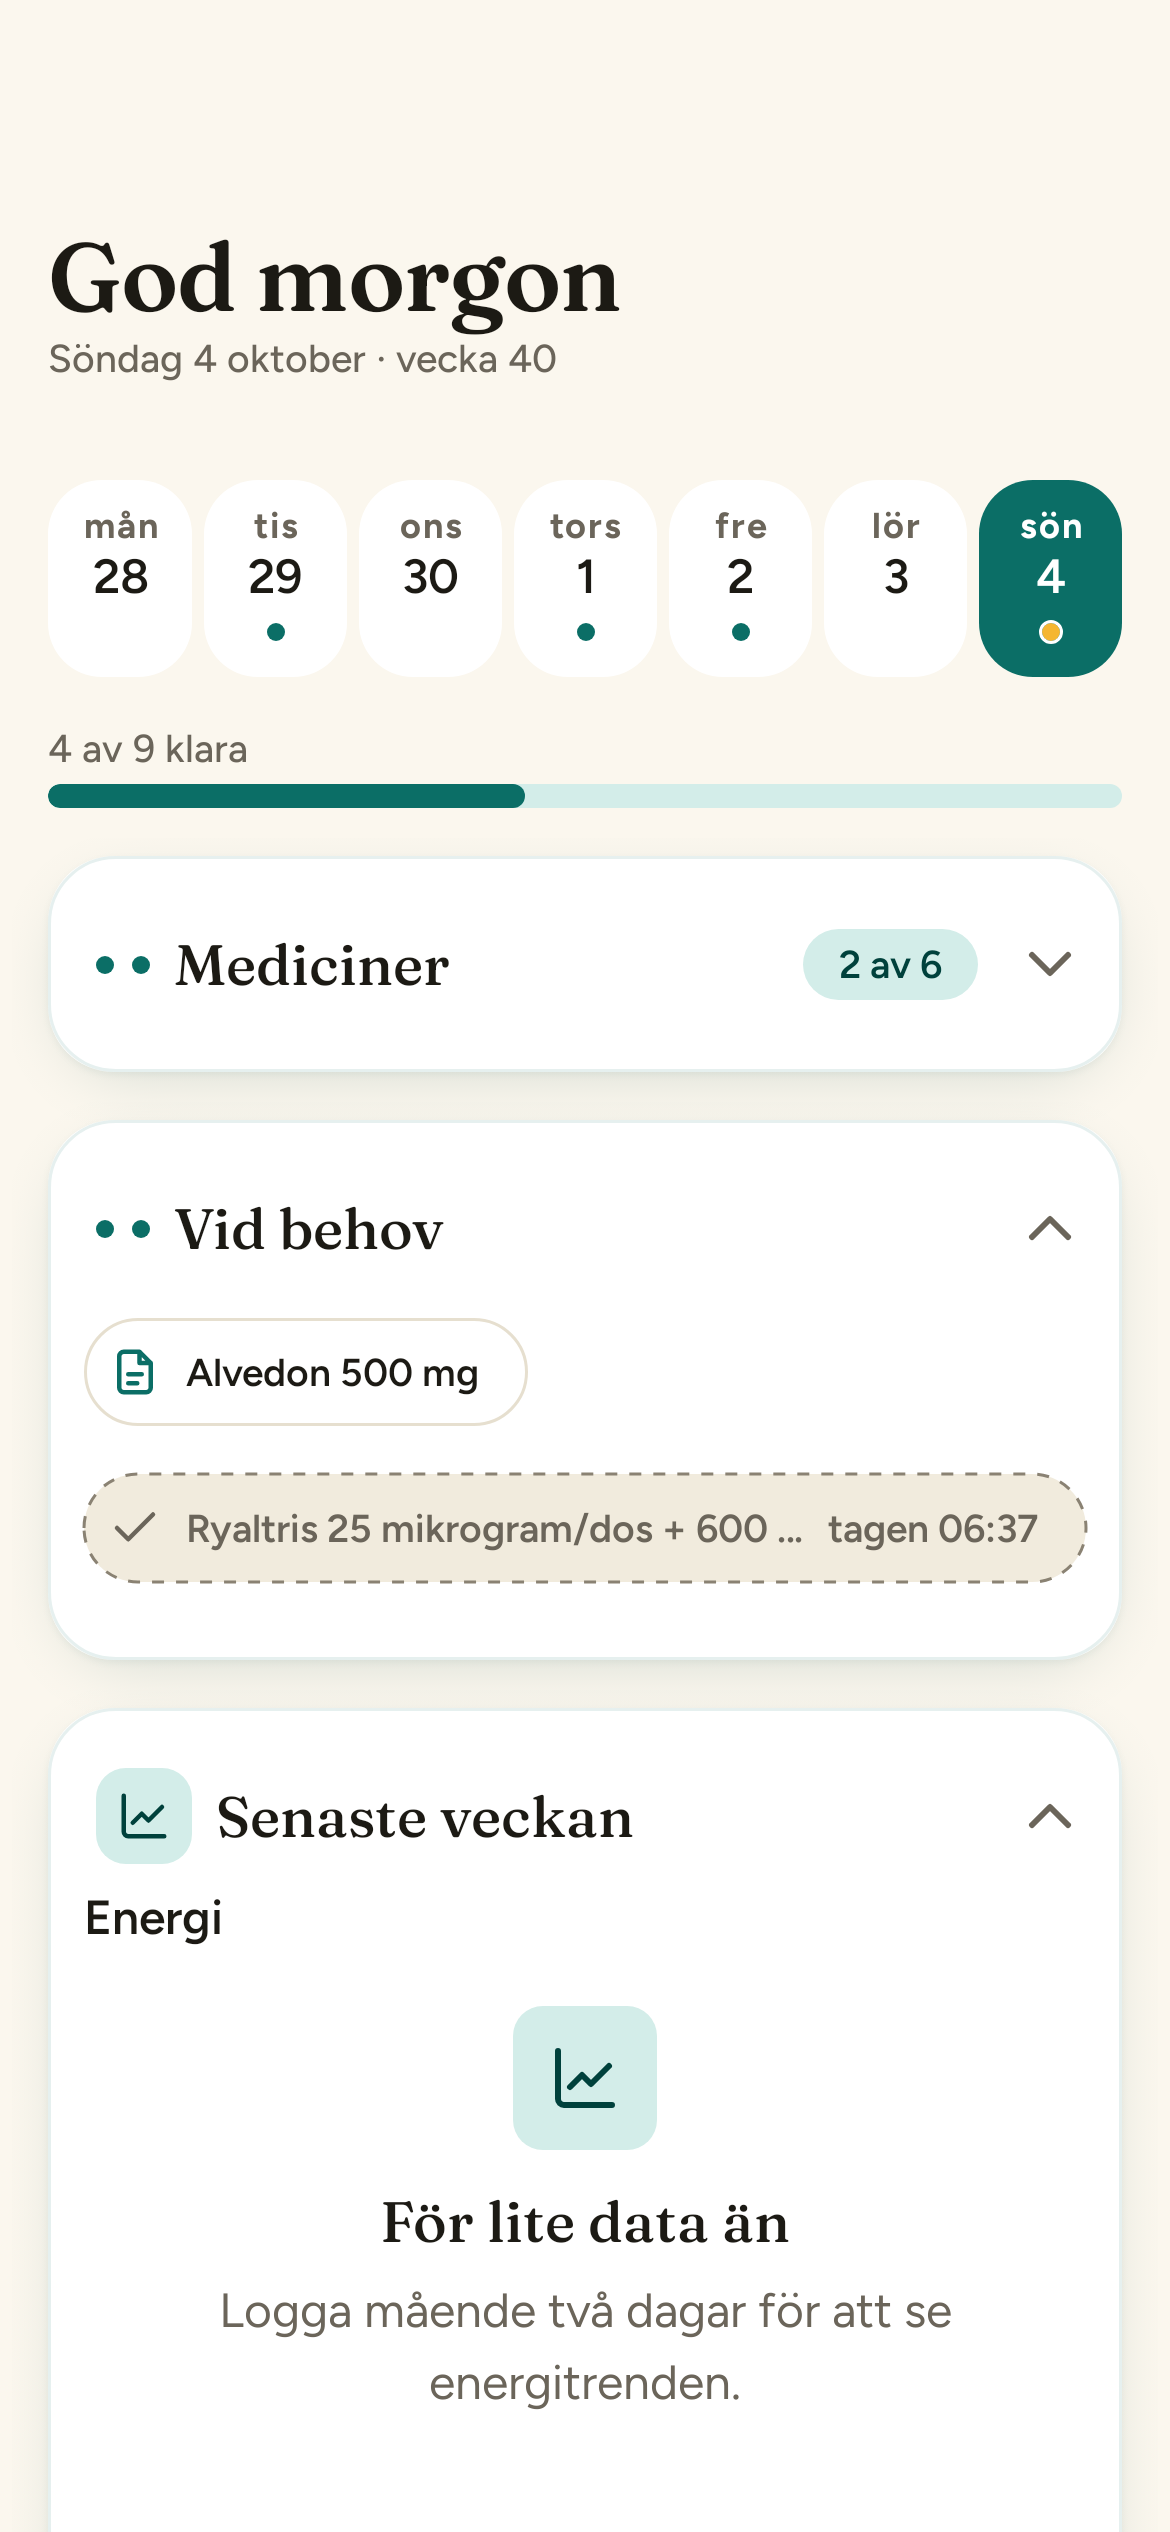 God morgon
Söndag 4 oktober · vecka 40
mån tis ons tors fre lör sön
28 29 30 1 2 3 4
4 av 9 klara
Mediciner 2 av 6
Vid behov
Alvedon 500 mg
Ryaltris 25 mikrogram/dos + 600 ... tagen 06:37
Senaste veckan
Energi
För lite data än
Logga mående två dagar för att se
energitrenden.